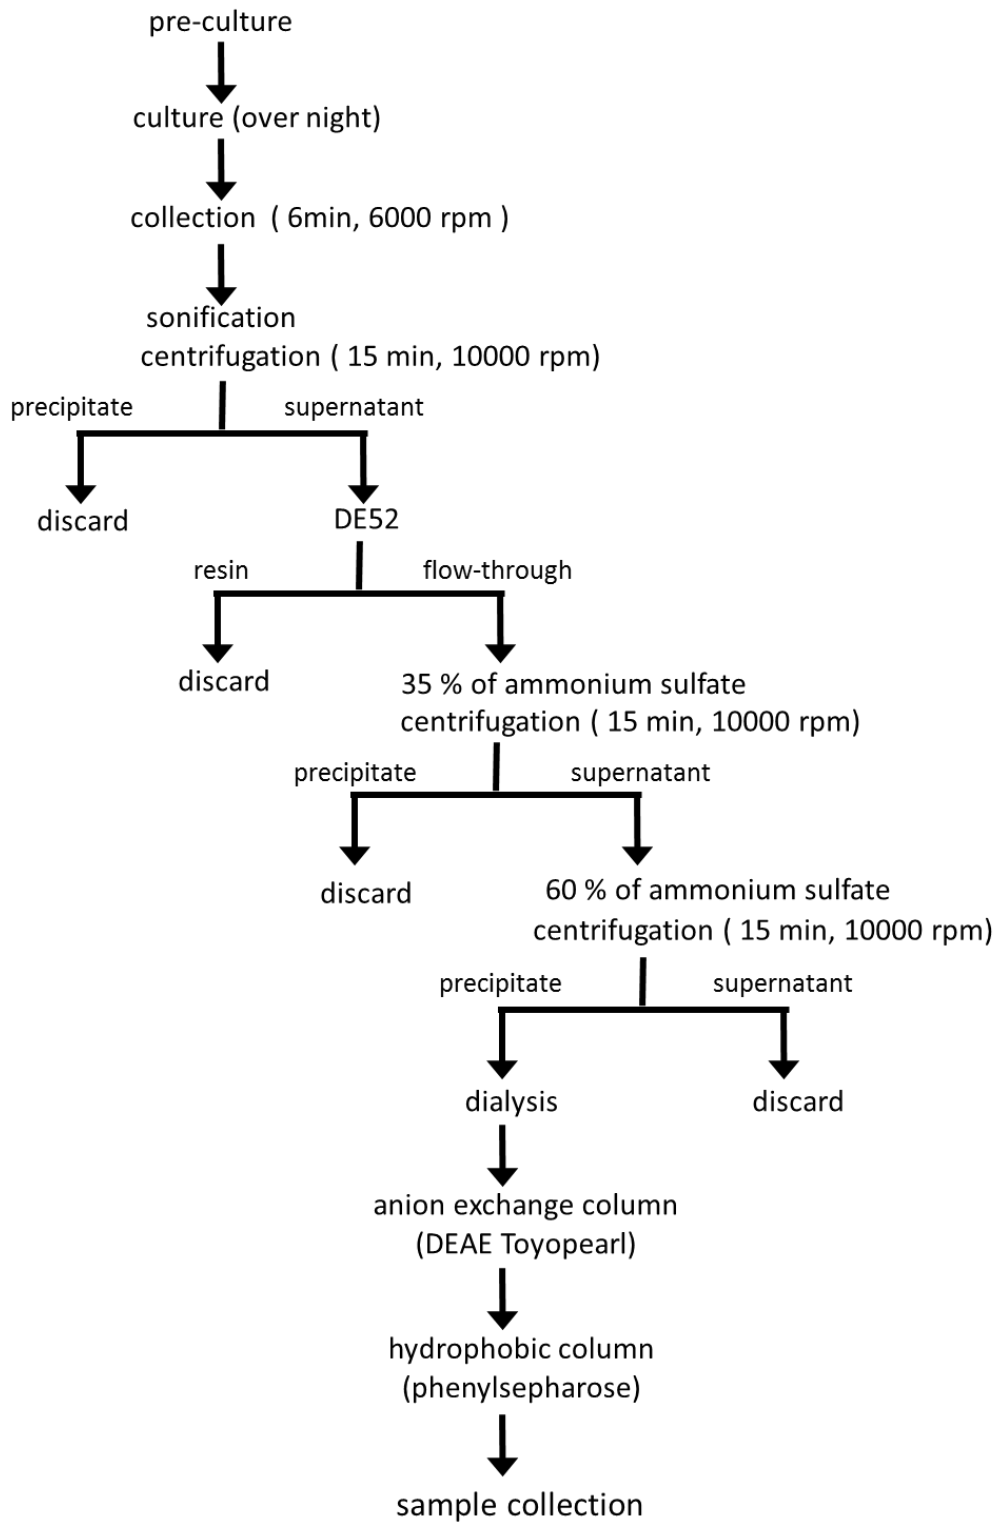 pre-culture
culture (over night)
collection ( 6min, 6000 rpm )
sonification
centrifugation ( 15 min, 10000 rpm)
precipitate supernatant
discard DE52
resin flow-through
discard 35 % of ammonium sulfate
centrifugation ( 15 min, 10000 rpm)
precipitate supernatant
discard 60 % of ammonium sulfate
centrifugation ( 15 min, 10000 rpm)
precipitate supernatant
dialysis discard
anion exchange column
(DEAE Toyopearl)
hydrophobic column
(phenylsepharose)
sample collection